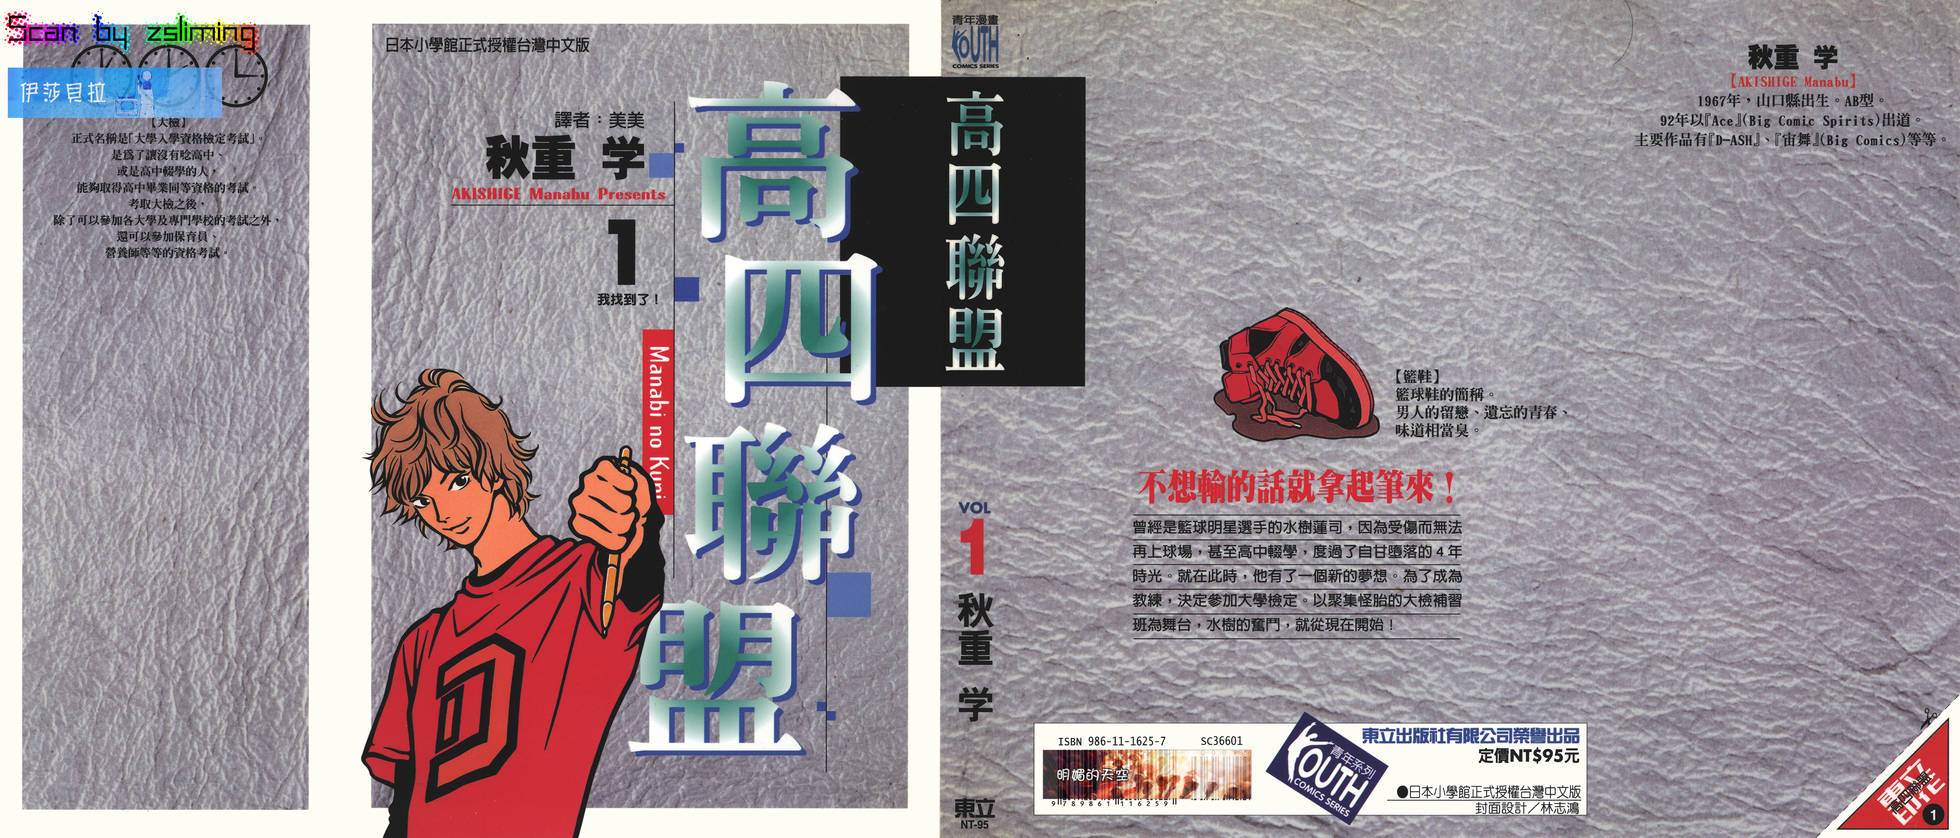 Scan by zsliming
伊莎貝拉
【大檢】
正式名稱是「大學入學資格檢定考試」。
是爲了讓沒有唸高中、
或是高中輟學的人，
能夠取得高中畢業同等資格的考試。
考取大檢之後，
除了可以參加各大學及專門學校的考試之外，
還可以參加保育員、
營養師等等的資格考試。
日本小學館正式授權台灣中文版
譯者：美美
秋重 学
AKISHIGE Manabu Presents
1
我找到了！
Manabi no Kuni
高四聯盟
青年漫畫
YOUTH
COMICS SERIES
高四聯盟
VOL
1
秋重 学
東立
NT-95
秋重 学
【AKISHIGE Manabu】
1967年，山口縣出生。AB型。
92年以『Ace』(Big Comic Spirits)出道。
主要作品有『D-ASH』、『宙舞』(Big Comics)等等。
【籃鞋】
籃球鞋的簡稱。
男人的留戀、遺忘的青春、
味道相當臭。
不想輸的話就拿起筆來！
曾經是籃球明星選手的水樹蓮司，因為受傷而無法
再上球場，甚至高中輟學，度過了自甘墮落的4年
時光。就在此時，他有了一個新的夢想。為了成為
教練，決定參加大學檢定。以聚集怪胎的大檢補習
班為舞台，水樹的奮鬥，就從現在開始！
ISBN 986-11-1625-7 SC36601
明媚的天空
9 789861 116259
青年系列
YOUTH
COMICS SERIES
東立出版社有限公司榮譽出品
定價NT$95元
●日本小學館正式授權台灣中文版
封面設計／林志鴻
東立
高四聯盟
1